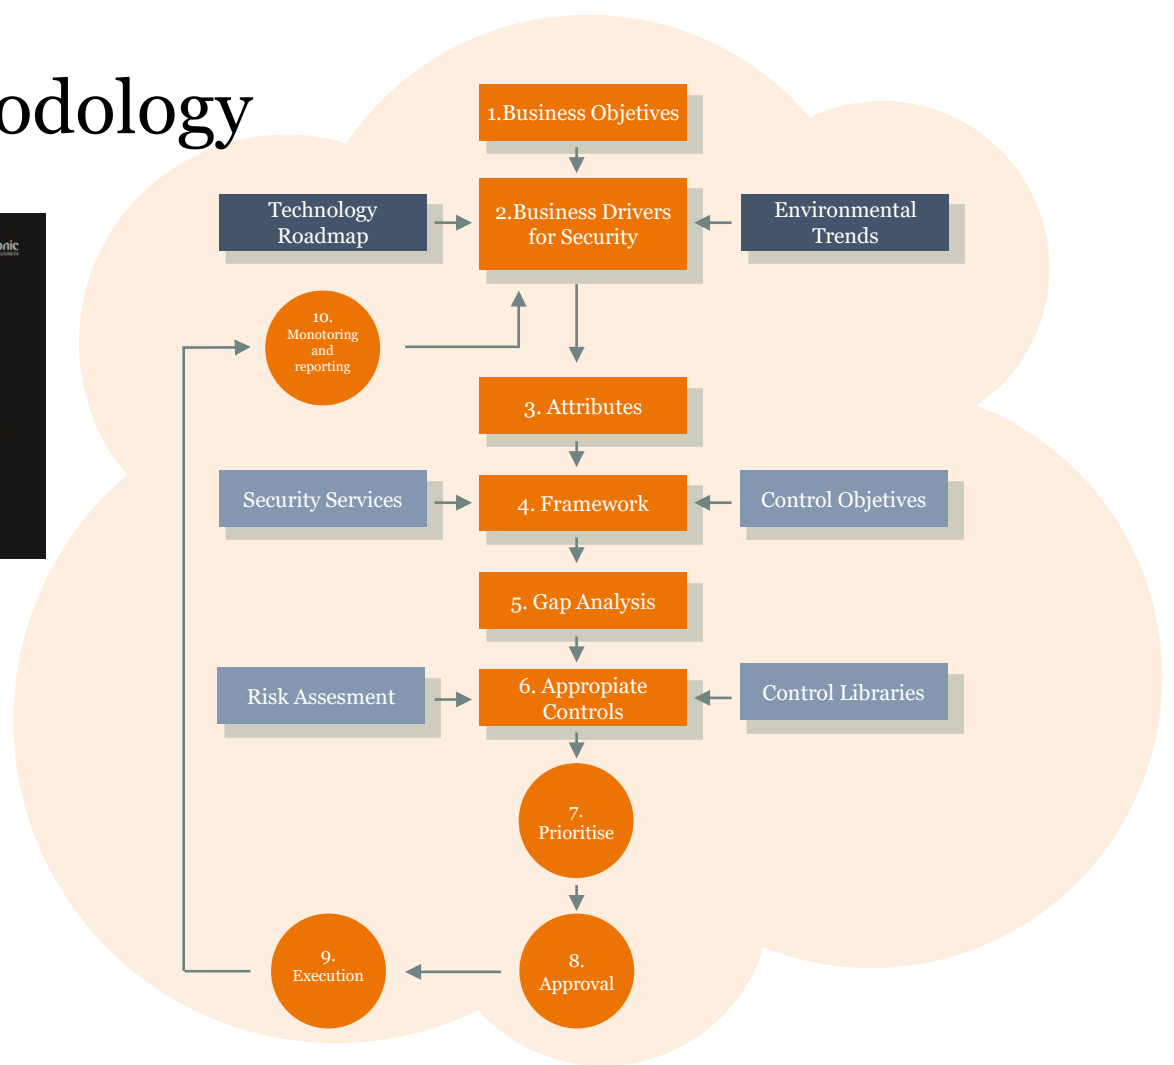 odology
onic
1.Business Objetives
Technology
Roadmap
2.Business Drivers
for Security
Environmental
Trends
10.
Monotoring
and
reporting
3. Attributes
Security Services
4. Framework
Control Objetives
5. Gap Analysis
Risk Assesment
6. Appropiate
Controls
Control Libraries
7.
Prioritise
9.
Execution
8.
Approval